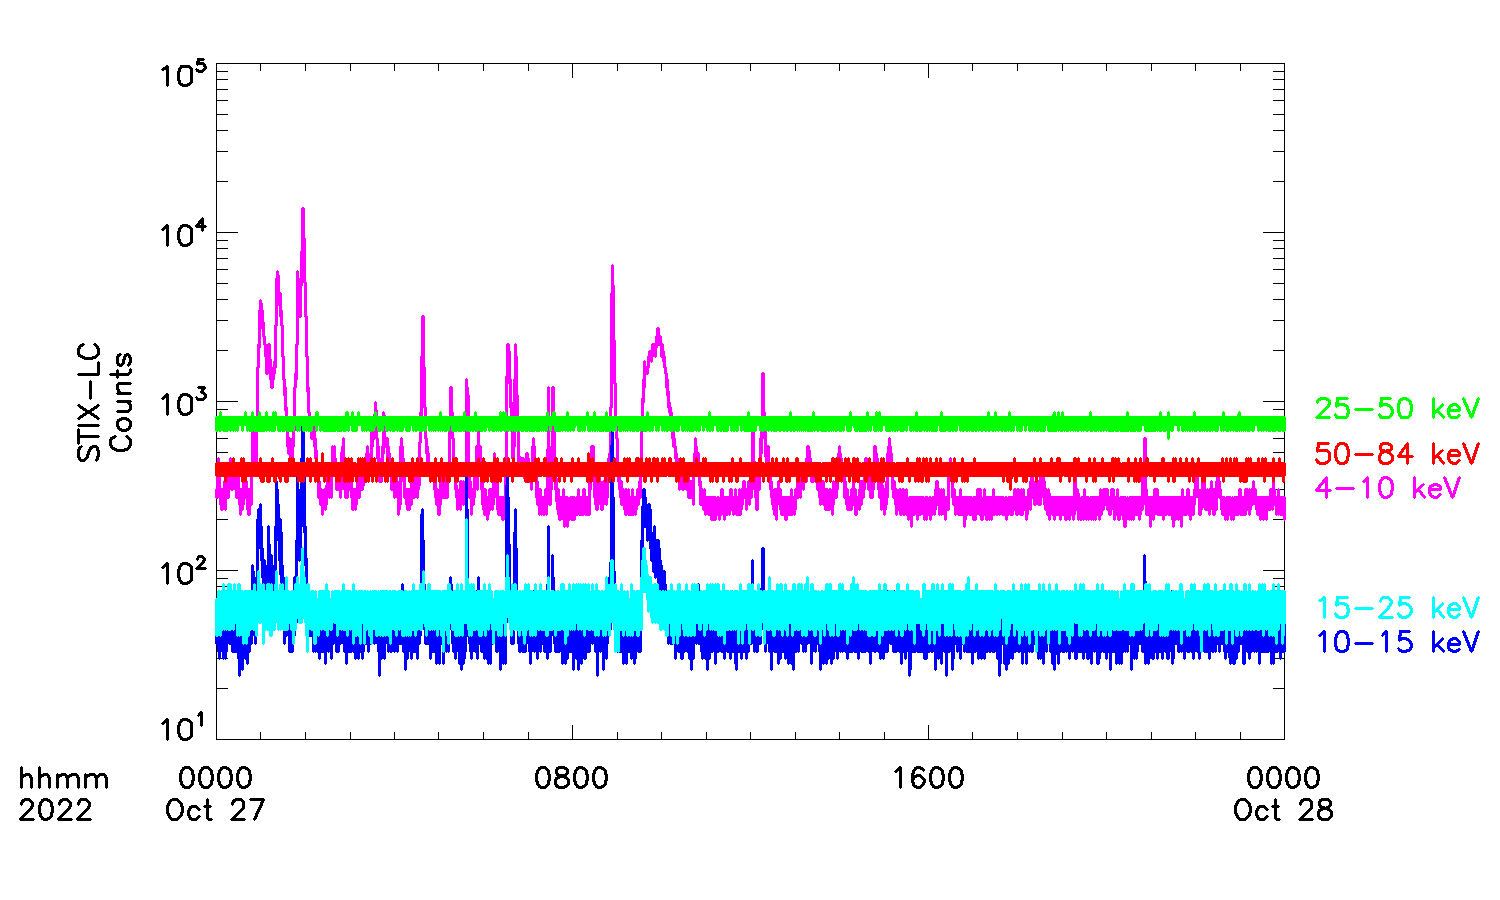 10^5
10^4
10^3
10^2
10^1
STIX-LC
Counts
25-50 keV
50-84 keV
4-10 keV
15-25 keV
10-15 keV
hhmm 0000 0800 1600 0000
2022 Oct 27 Oct 28